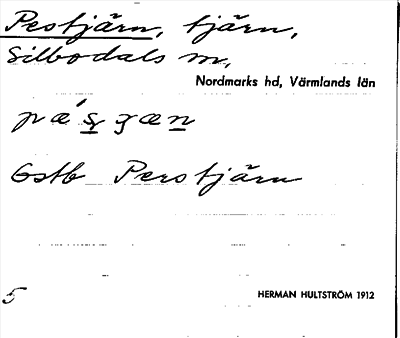 Pestjärn, tjärn,
Silbodals sn,
Nordmarks hd, Värmlands län
Gstb Perstjärn
5 HERMAN HULTSTRÖM 1912